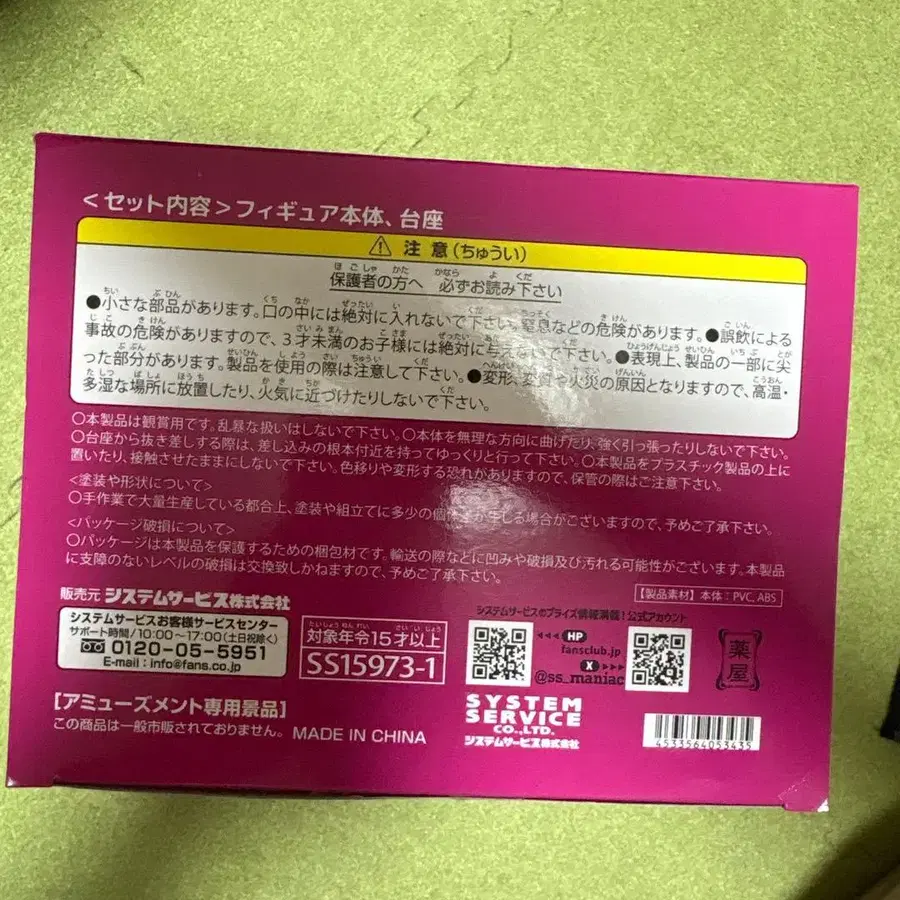 ＜セット内容＞フィギュア本体、台座
⚠ 注意（ちゅうい）
保護者の方へ 必ずお読み下さい
●小さな部品があります。口の中には絶対に入れないで下さい。窒息などの危険があります。●誤飲による
事故の危険がありますので、3才未満のお子様には絶対に与えないで下さい。●表現上、製品の一部に尖
った部分があります。製品を使用の際は注意して下さい。●変形、変質や火災の原因となりますので、高温・
多湿な場所に放置したり、火気に近づけたりしないで下さい。
○本製品は観賞用です。乱暴な扱いはしないで下さい。○本体を無理な方向に曲げたり、強く引っ張ったりしないで下さい。
○台座から抜き差しする際は、差し込みの根本付近を持ってゆっくりと行って下さい。○本製品をプラスチック製品の上に
置いたり、接触させたままにしないで下さい。色移りや変形する恐れがありますので、保管の際はご注意下さい。
<塗装や形状について>
○手作業で大量生産している都合上、塗装や組立てに多少の個体差が生じる場合がございますので、予めご了承下さい。
<パッケージ破損について>
○パッケージは本製品を保護するための梱包材です。輸送の際などに凹みや破損及び汚れる可能性がございます。本製品
に支障のないレベルの破損は交換致しかねますので、予めご了承下さい。
【製品素材】本体：PVC, ABS
販売元 システムサービス株式会社
システムサービスお客様サービスセンター
サポート時間/10:00～17:00（土日祝除く）
0120-05-5951
E-mail：info@fans.co.jp
たいしょうねんれい さいいじょう
対象年令15才以上
SS15973-1
システムサービスのプライズ情報満載！公式アカウント
HP
fansclub.jp
X
@ss_maniac
薬屋
［アミューズメント専用景品］
この商品は一般市販されておりません。 MADE IN CHINA
SYSTEM
SERVICE
CO.,LTD.
システムサービス株式会社
4533564053435